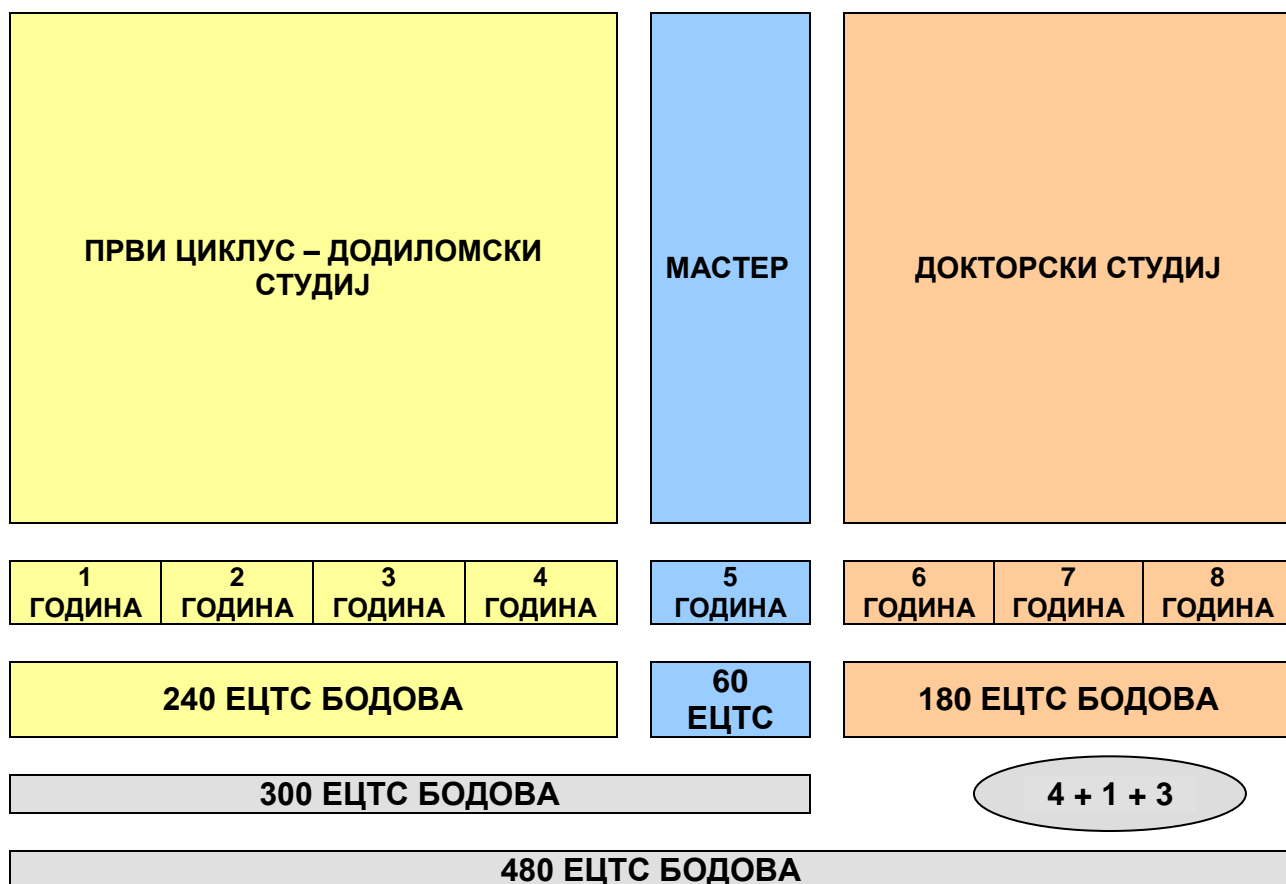 ПРВИ ЦИКЛУС – ДОДИЛОМСКИ
СТУДИЈ
МАСТЕР
ДОКТОРСКИ СТУДИЈ
1
ГОДИНА
2
ГОДИНА
3
ГОДИНА
4
ГОДИНА
5
ГОДИНА
6
ГОДИНА
7
ГОДИНА
8
ГОДИНА
240 ЕЦТС БОДОВА
60
ЕЦТС
180 ЕЦТС БОДОВА
300 ЕЦТС БОДОВА
4 + 1 + 3
480 ЕЦТС БОДОВА